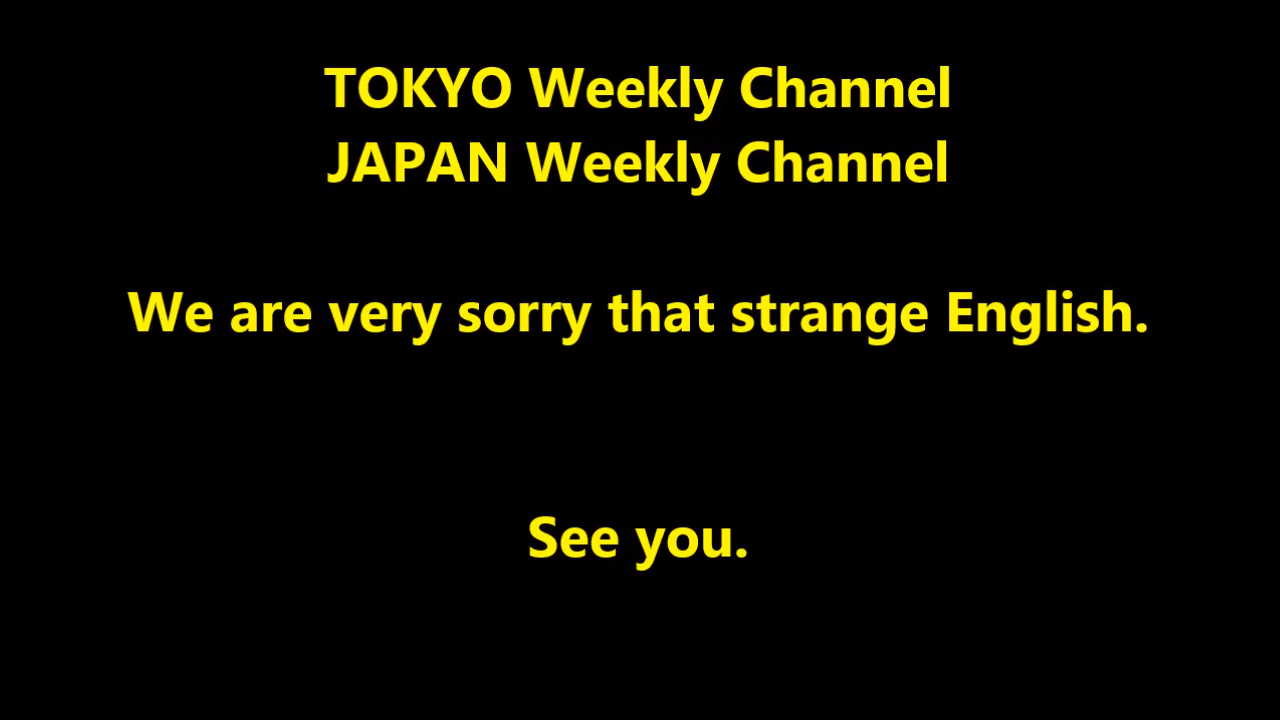 TOKYO Weekly Channel
JAPAN Weekly Channel
We are very sorry that strange English.
See you.